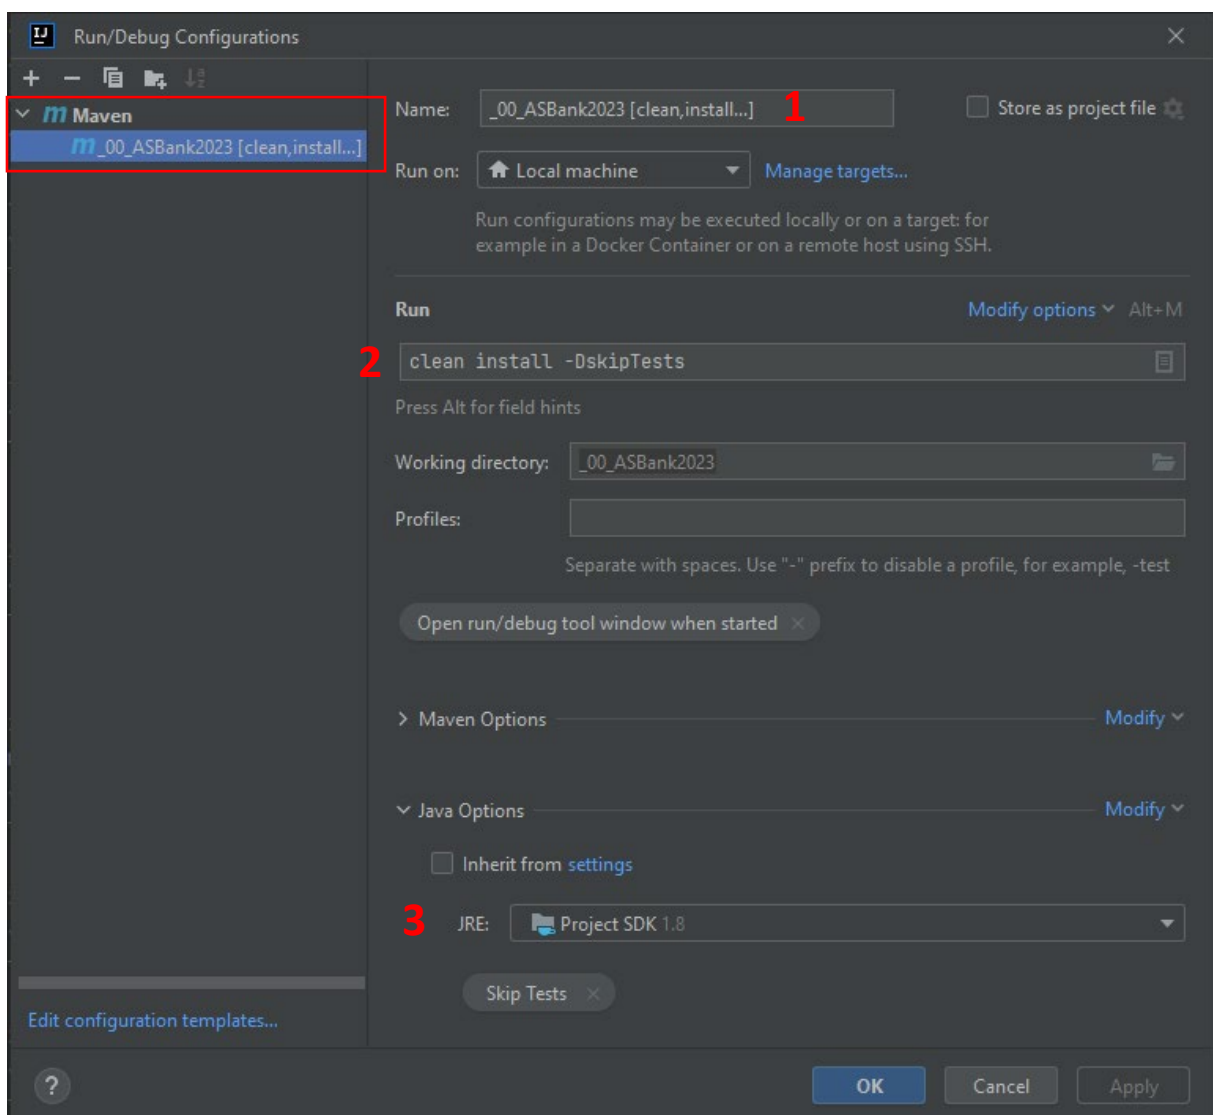 IJ
Run/Debug Configurations
Maven
_00_ASBank2023 [clean,install...]
Name: _00_ASBank2023 [clean,install...] 1
Store as project file
Run on: Local machine Manage targets...
Run configurations may be executed locally or on a target: for
example in a Docker Container or on a remote host using SSH.
Run Modify options Alt+M
2 clean install -DskipTests
Press Alt for field hints
Working directory: _00_ASBank2023
Profiles:
Separate with spaces. Use "-" prefix to disable a profile, for example, -test
Open run/debug tool window when started
Maven Options Modify
Java Options Modify
Inherit from settings
3 JRE: Project SDK 1.8
Skip Tests
Edit configuration templates...
? OK Cancel Apply